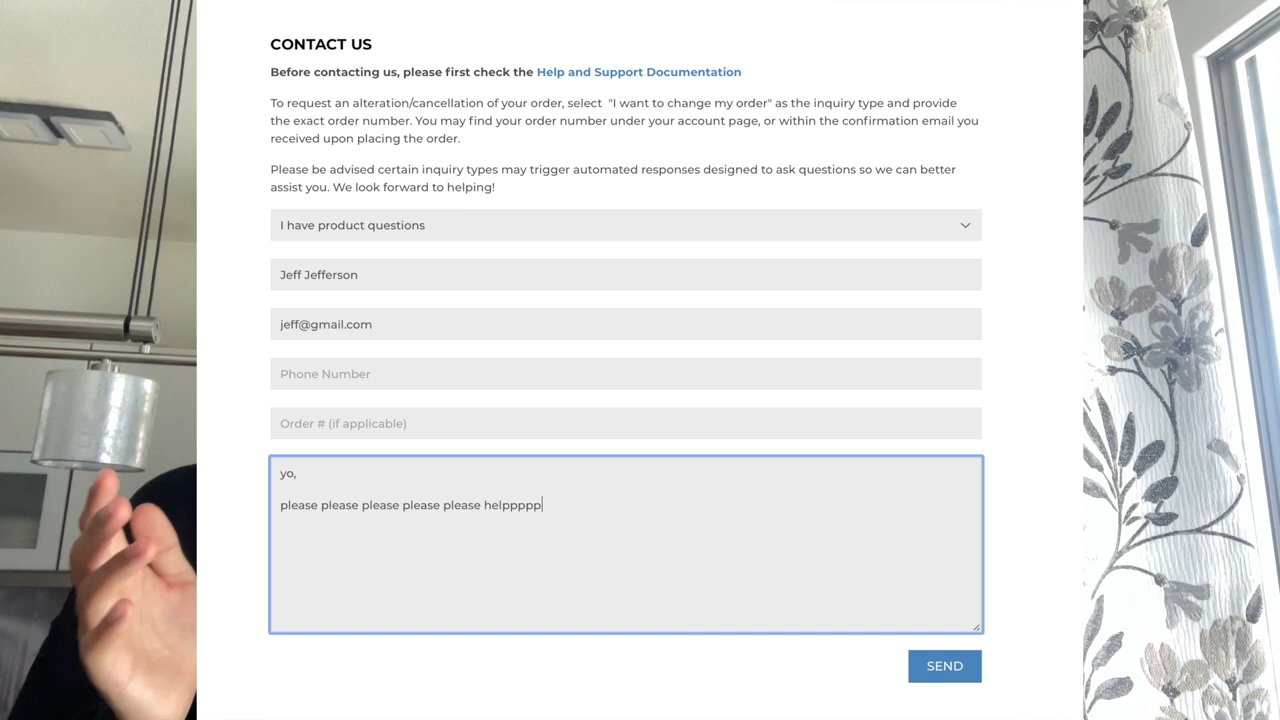 CONTACT US
Before contacting us, please first check the Help and Support Documentation
To request an alteration/cancellation of your order, select "I want to change my order" as the inquiry type and provide
the exact order number. You may find your order number under your account page, or within the confirmation email you
received upon placing the order.
Please be advised certain inquiry types may trigger automated responses designed to ask questions so we can better
assist you. We look forward to helping!
I have product questions
Jeff Jefferson
jeff@gmail.com
Phone Number
Order # (if applicable)
yo,
please please please please please helppppp
SEND